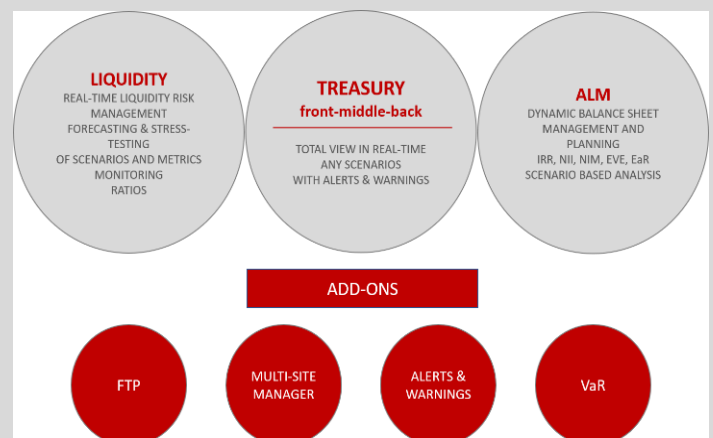 LIQUIDITY
REAL-TIME LIQUIDITY RISK
MANAGEMENT
FORECASTING & STRESS-
TESTING
OF SCENARIOS AND METRICS
MONITORING
RATIOS
TREASURY
front-middle-back
TOTAL VIEW IN REAL-TIME
ANY SCENARIOS
WITH ALERTS & WARNINGS
ALM
DYNAMIC BALANCE SHEET
MANAGEMENT AND
PLANNING
IRR, NII, NIM, EVE, EaR
SCENARIO BASED ANALYSIS
ADD-ONS
FTP
MULTI-SITE
MANAGER
ALERTS &
WARNINGS
VaR